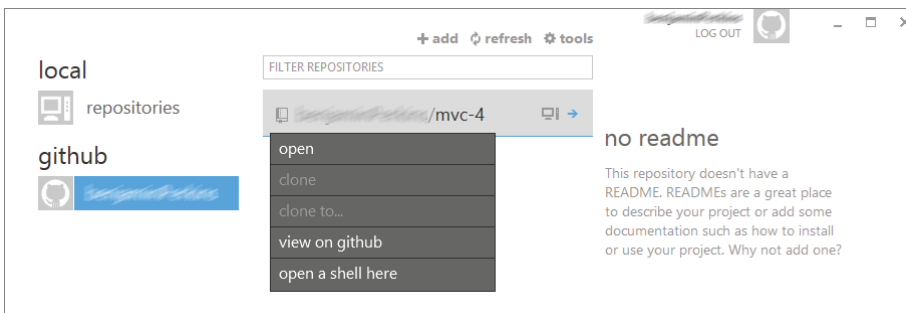 LOG OUT
add refresh tools
local
FILTER REPOSITORIES
repositories
/mvc-4
github
open
clone
clone to...
view on github
open a shell here
no readme
This repository doesn't have a
README. READMEs are a great place
to describe your project or add some
documentation such as how to install
or use your project. Why not add one?